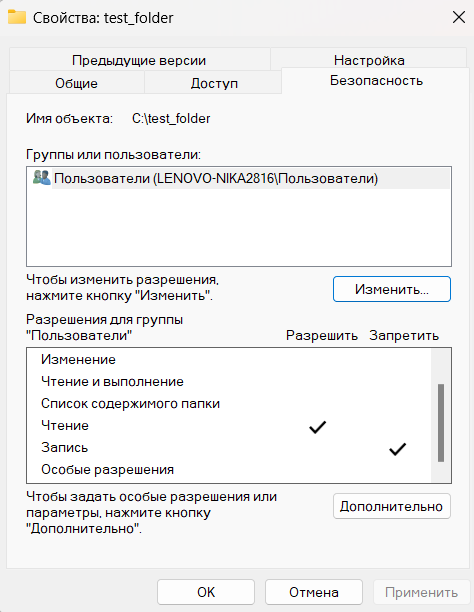 Свойства: test_folder
Предыдущие версии
Настройка
Общие
Доступ
Безопасность
Имя объекта: C:\test_folder
Группы или пользователи:
Пользователи (LENOVO-NIKA2816\Пользователи)
Чтобы изменить разрешения,
нажмите кнопку "Изменить".
Изменить...
Разрешения для группы
"Пользователи"
Разрешить
Запретить
Изменение
Чтение и выполнение
Список содержимого папки
Чтение
Запись
Особые разрешения
Чтобы задать особые разрешения или
параметры, нажмите кнопку
"Дополнительно".
Дополнительно
ОК
Отмена
Применить